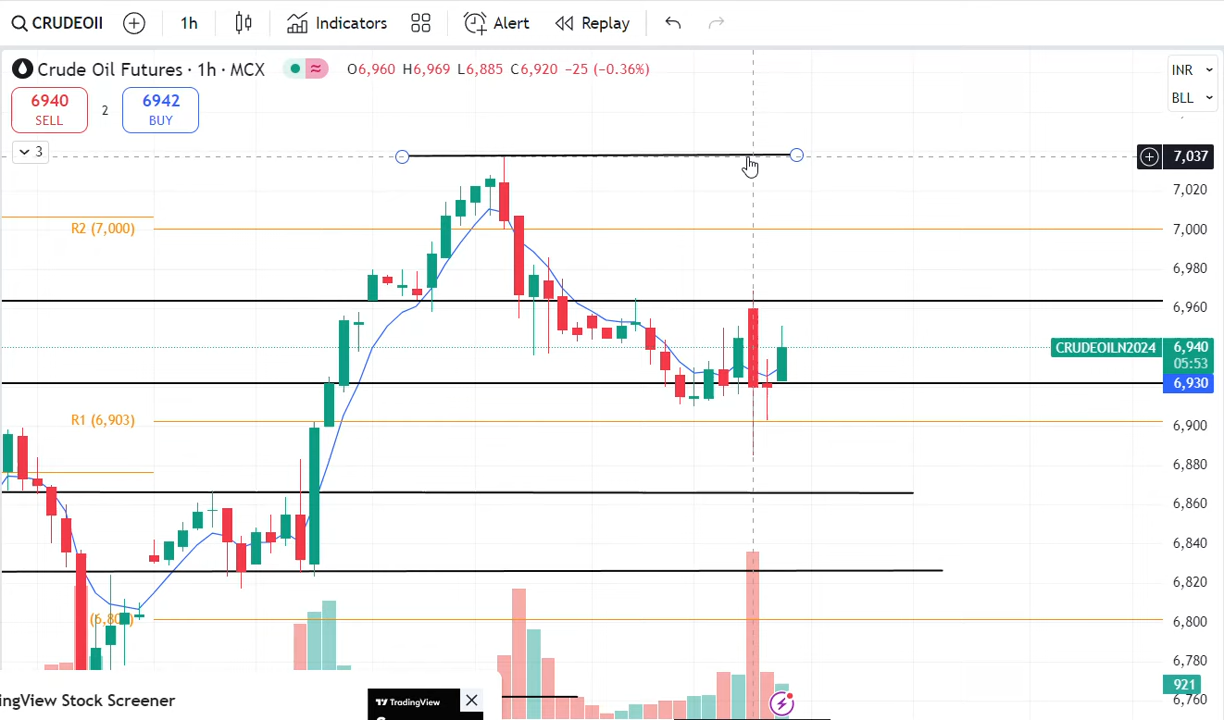 CRUDEOII
1h
Indicators
Alert
Replay
Crude Oil Futures · 1h · MCX
O6,960 H6,969 L6,885 C6,920 −25 (−0.36%)
INR
BLL
6940
SELL
2
6942
BUY
3
7,037
7,020
R2 (7,000)
7,000
6,980
6,960
CRUDEOILN2024
6,940
05:53
6,930
R1 (6,903)
6,900
6,880
6,860
6,840
6,820
6,800
6,780
6,760
921
ingView Stock Screener
TradingView